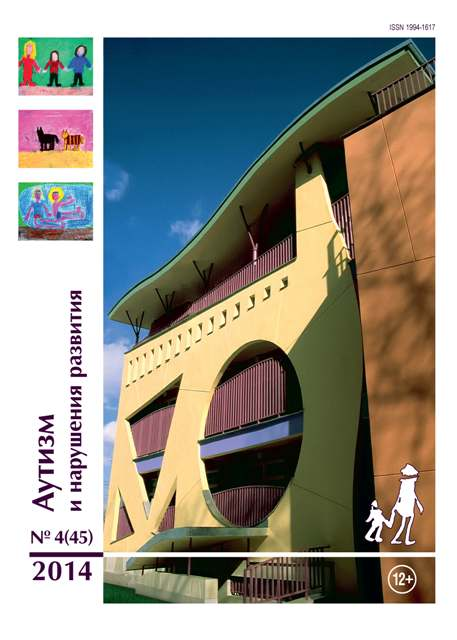 ISSN 1994-1617
Аутизм
и нарушения развития
№ 4(45)
2014
12+